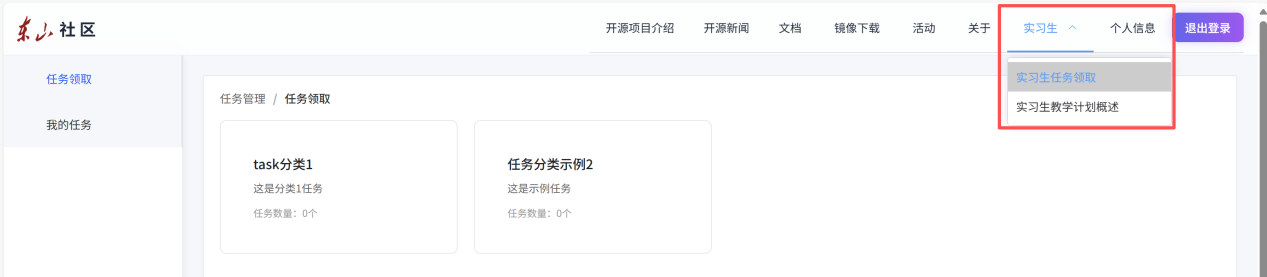 东山社区
开源项目介绍 开源新闻 文档 镜像下载 活动 关于 实习生 个人信息 退出登录
实习生任务领取
实习生教学计划概述
任务领取
我的任务
任务管理 / 任务领取
task分类1
这是分类1任务
任务数量：0个
任务分类示例2
这是示例任务
任务数量：0个